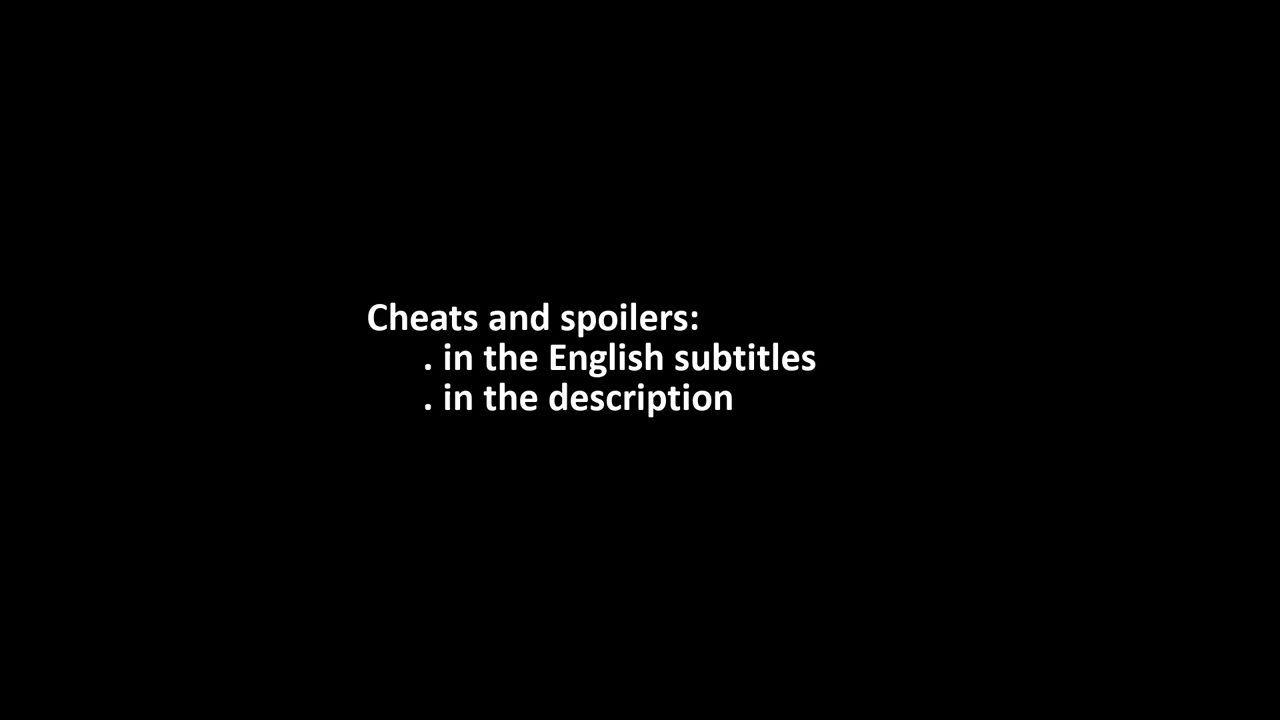 Cheats and spoilers:
. in the English subtitles
. in the description